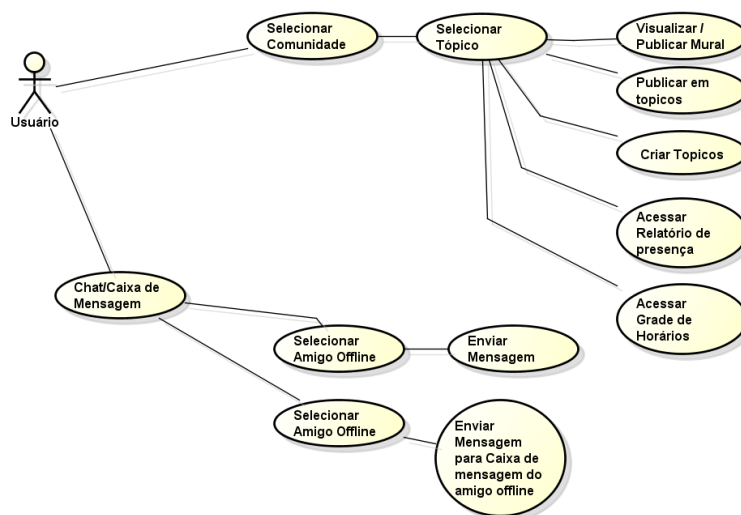 Selecionar
Comunidade
Selecionar
Tópico
Visualizar /
Publicar Mural
Publicar em
topicos
Usuário
Criar Topicos
Acessar
Relatório de
presença
Chat/Caixa de
Mensagem
Acessar
Grade de
Horários
Selecionar
Amigo Offline
Enviar
Mensagem
Selecionar
Amigo Offline
Enviar
Mensagem
para Caixa de
mensagem do
amigo offline